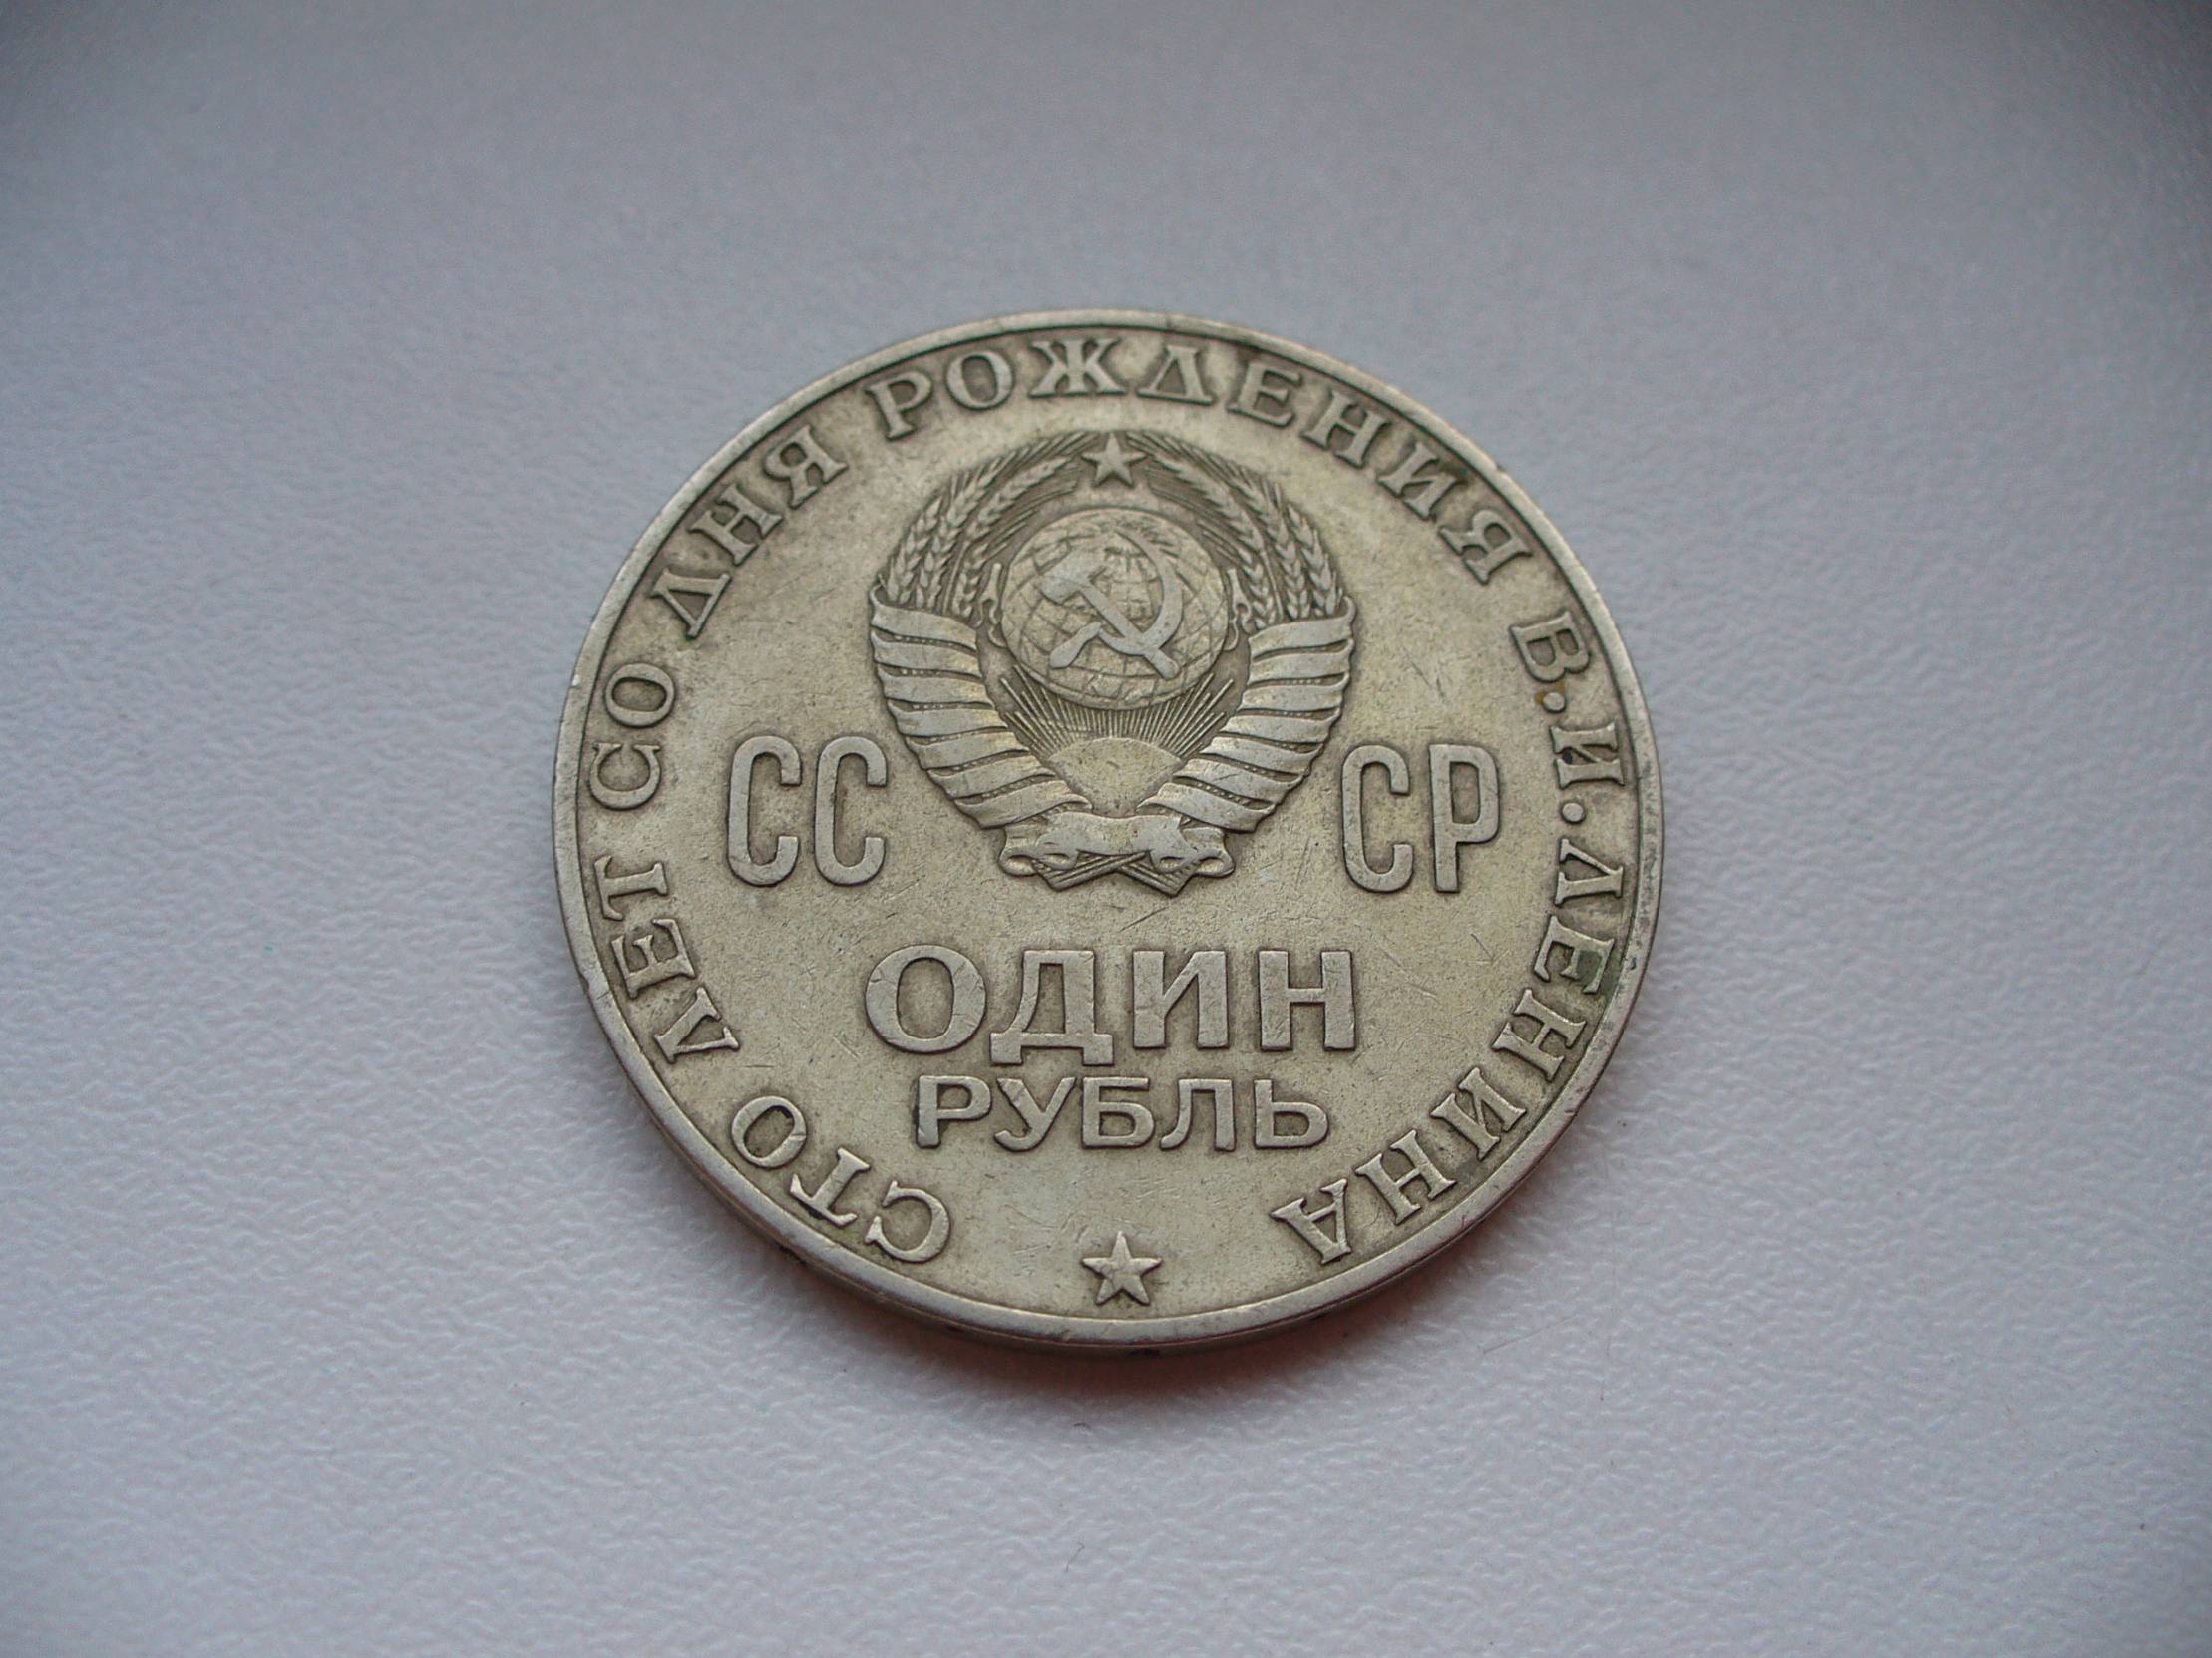 СТО ЛЕТ СО ДНЯ РОЖДЕНИЯ В.И.ЛЕНИНА
СС СР
ОДИН
РУБЛЬ